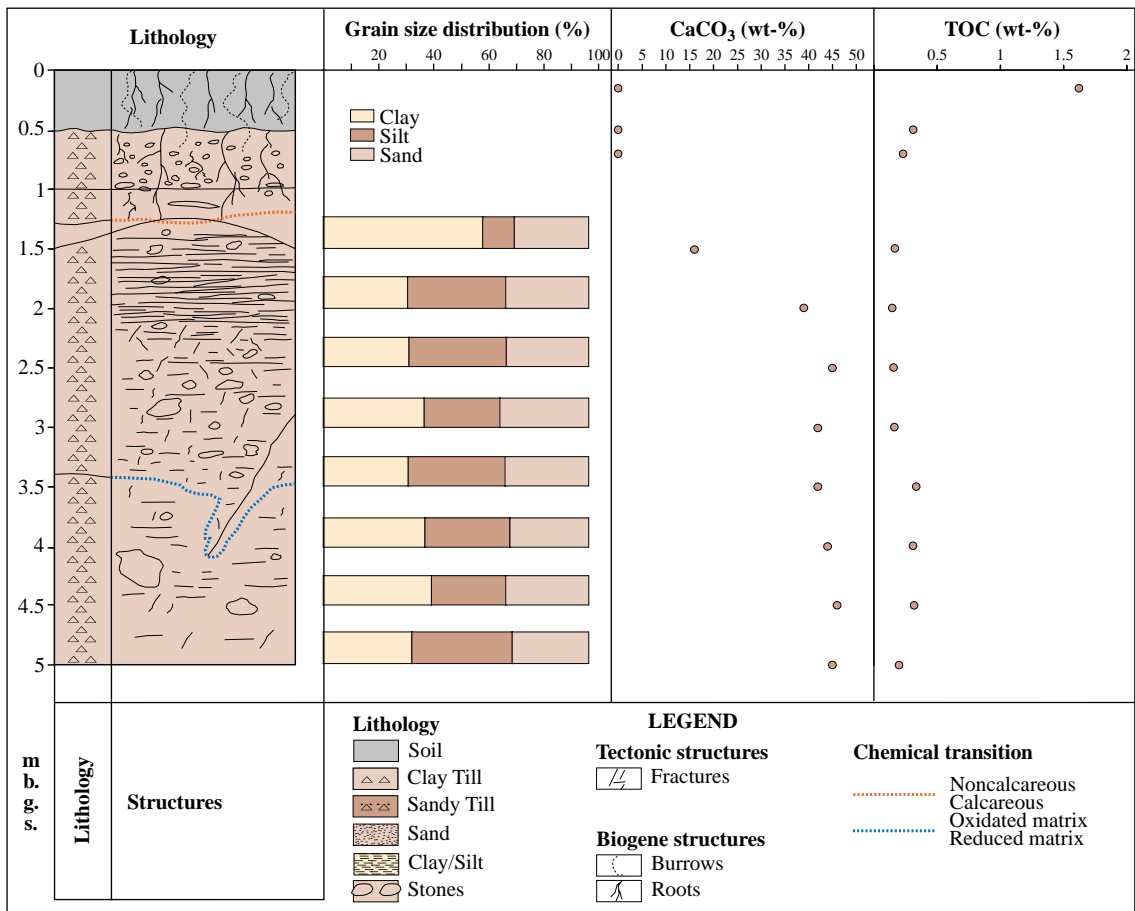 Lithology
Grain size distribution (%)
CaCO3 (wt-%)
TOC (wt-%)
20 40 60 80 100
0 5 10 15 20 25 30 35 40 45 50
0.5 1 1.5 2
0
0.5
1
1.5
2
2.5
3
3.5
4
4.5
5
Clay
Silt
Sand
m
b.
g.
s.
Lithology
Structures
Lithology
Soil
Clay Till
Sandy Till
Sand
Clay/Silt
Stones
LEGEND
Tectonic structures
Fractures
Biogene structures
Burrows
Roots
Chemical transition
Noncalcareous
Calcareous
Oxidated matrix
Reduced matrix